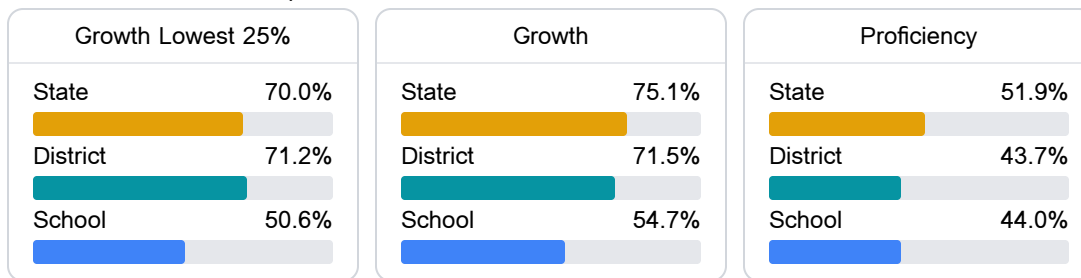 Growth Lowest 25%
State 70.0%
District 71.2%
School 50.6%
Growth
State 75.1%
District 71.5%
School 54.7%
Proficiency
State 51.9%
District 43.7%
School 44.0%